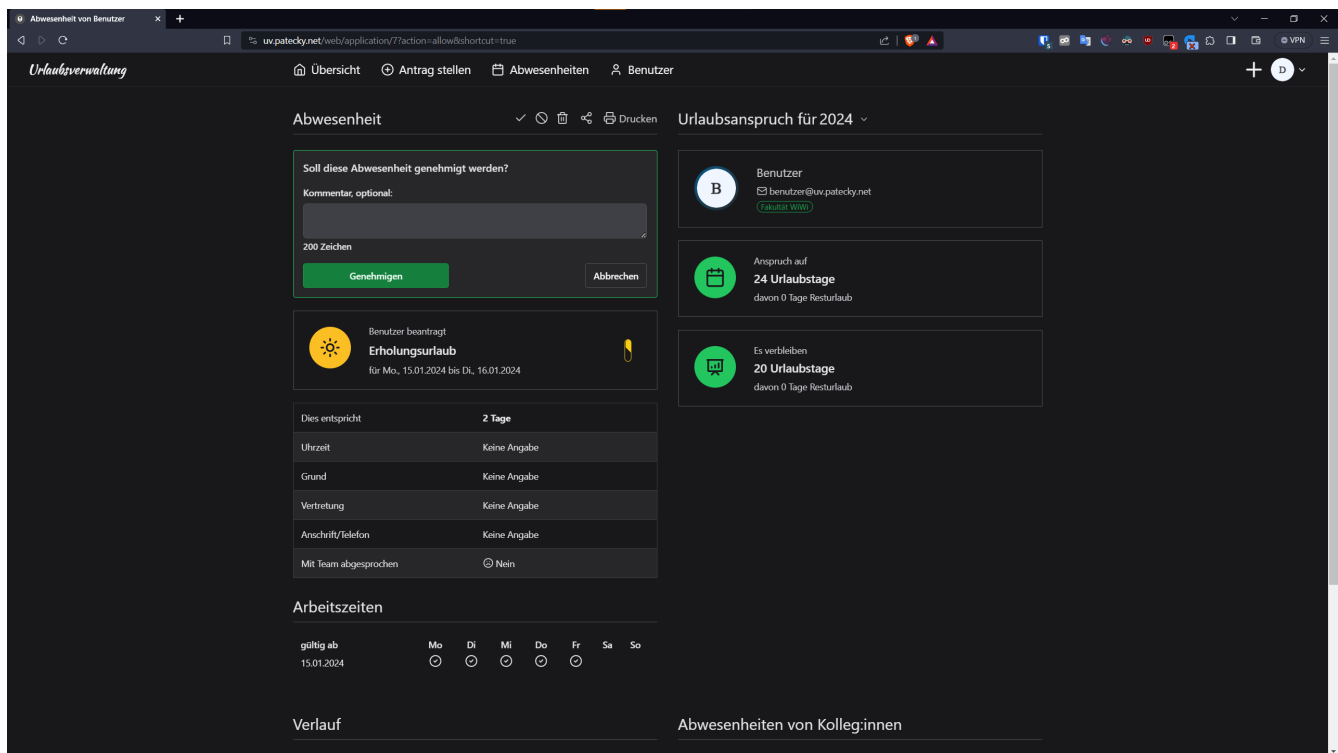 Abwesenheit von Benutzer
uv.patecky.net/web/application/7?action=allow&shortcut=true
VPN
Urlaubsverwaltung
Übersicht
Antrag stellen
Abwesenheiten
Benutzer
D
Abwesenheit
Drucken
Soll diese Abwesenheit genehmigt werden?
Kommentar, optional:
200 Zeichen
Genehmigen
Abbrechen
Benutzer beantragt
Erholungsurlaub
für Mo., 15.01.2024 bis Di., 16.01.2024
Dies entspricht 2 Tage
Uhrzeit Keine Angabe
Grund Keine Angabe
Vertretung Keine Angabe
Anschrift/Telefon Keine Angabe
Mit Team abgesprochen Nein
Arbeitszeiten
gültig ab Mo Di Mi Do Fr Sa So
15.01.2024
Verlauf
Urlaubsanspruch für 2024
B
Benutzer
benutzer@uv.patecky.net
Fakultät WiWi
Anspruch auf
24 Urlaubstage
davon 0 Tage Resturlaub
Es verbleiben
20 Urlaubstage
davon 0 Tage Resturlaub
Abwesenheiten von Kolleg:innen